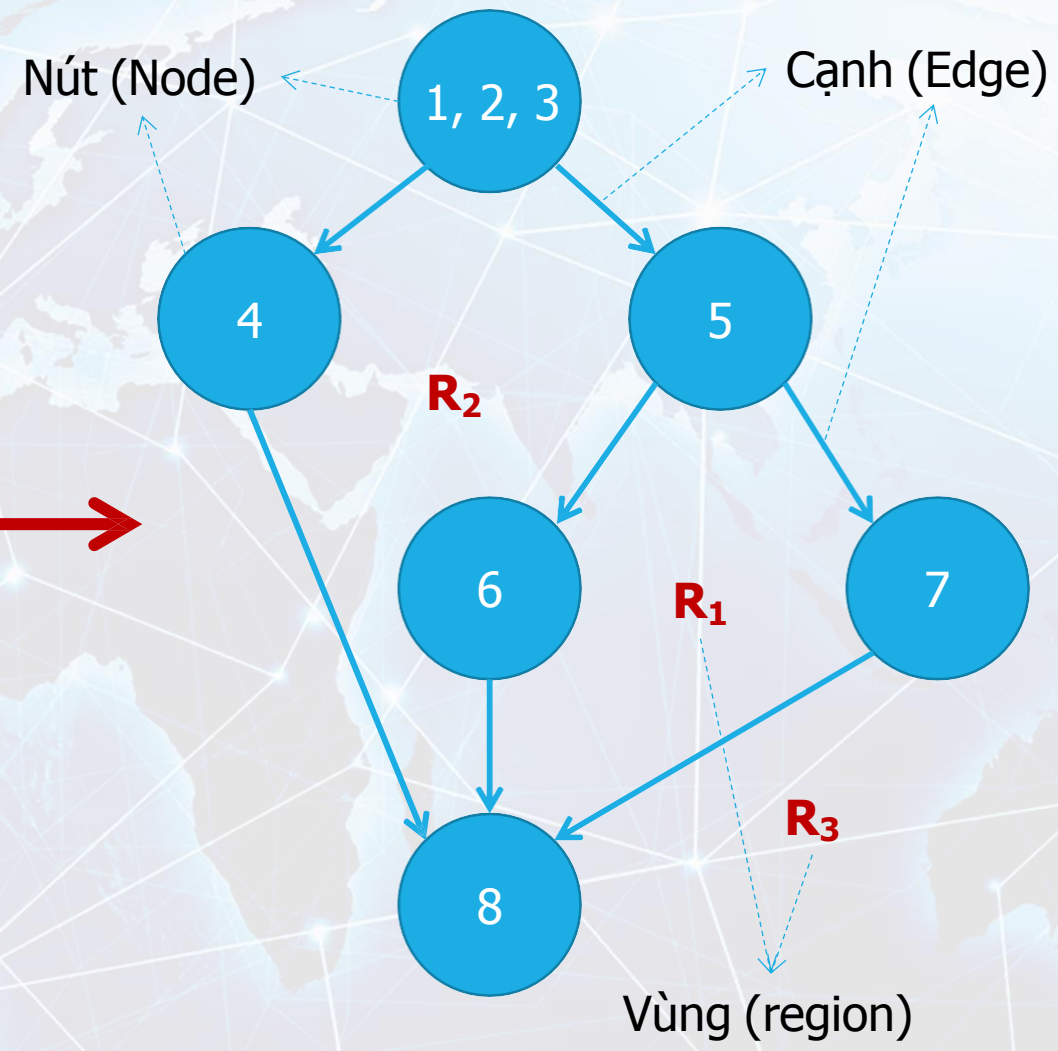 Nút (Node)
1, 2, 3
Cạnh (Edge)
4
5
R₂
6
R₁
7
R₃
8
Vùng (region)